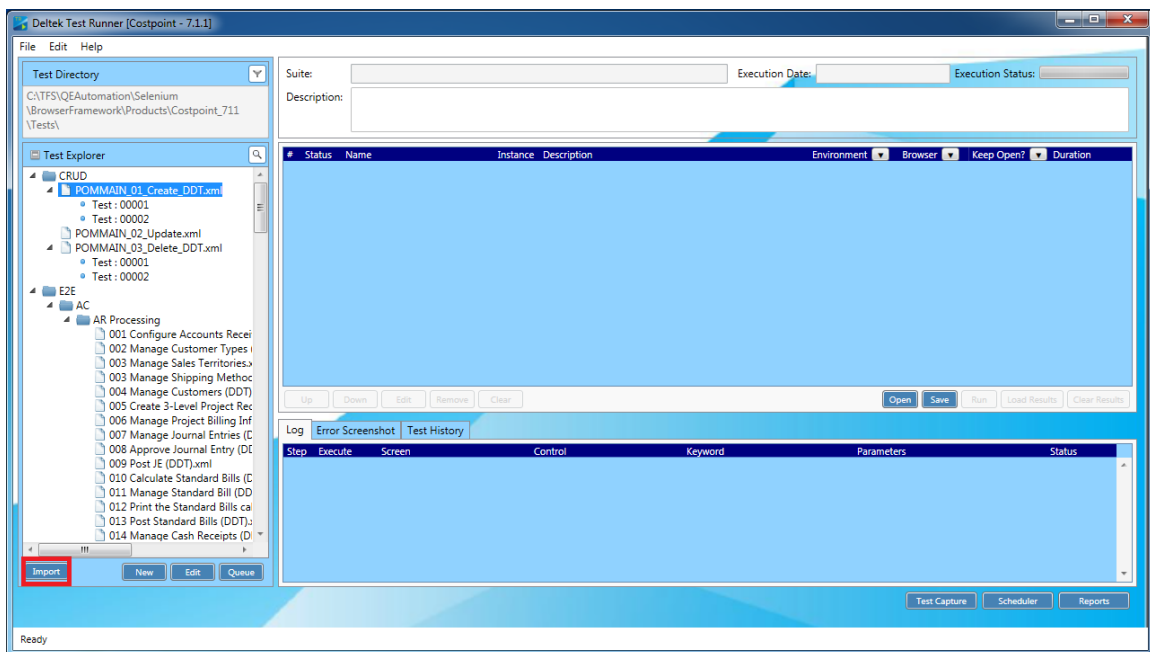 Deltek Test Runner [Costpoint - 7.1.1]
File Edit Help
Test Directory
C:\TFS\QEAutomation\Selenium
\BrowserFramework\Products\Costpoint_711
\Tests\
Suite:
Execution Date:
Execution Status:
Description:
Test Explorer
CRUD
POMMAIN_01_Create_DDT.xml
Test : 00001
Test : 00002
POMMAIN_02_Update.xml
POMMAIN_03_Delete_DDT.xml
Test : 00001
Test : 00002
E2E
AC
AR Processing
001 Configure Accounts Recei
002 Manage Customer Types (
003 Manage Sales Territories.x
003 Manage Shipping Method
004 Manage Customers (DDT)
005 Create 3-Level Project Rec
006 Manage Project Billing Inf
007 Manage Journal Entries (D
008 Approve Journal Entry (DD
009 Post JE (DDT).xml
010 Calculate Standard Bills (D
011 Manage Standard Bill (DD
012 Print the Standard Bills cal
013 Post Standard Bills (DDT).x
014 Manage Cash Receipts (D
Import New Edit Queue
# Status Name Instance Description Environment Browser Keep Open? Duration
Up Down Edit Remove Clear Open Save Run Load Results Clear Results
Log Error Screenshot Test History
Step Execute Screen Control Keyword Parameters Status
Test Capture Scheduler Reports
Ready